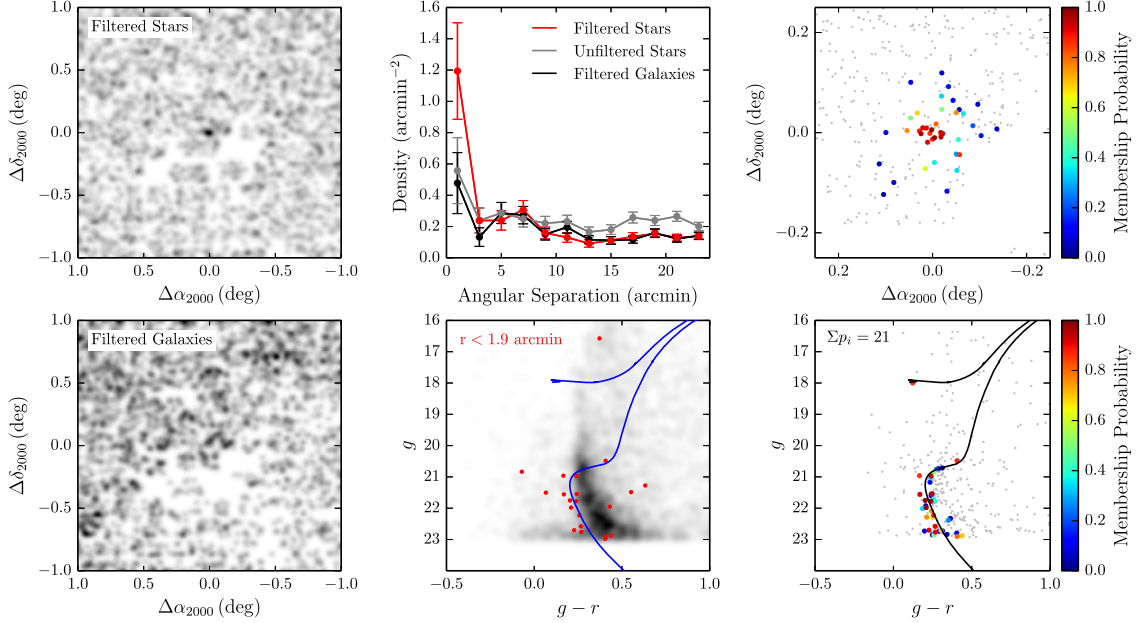 Filtered Stars
1.0
0.5
0.0
−0.5
−1.0
Δδ2000 (deg)
1.0 0.5 0.0 −0.5 −1.0
Δα2000 (deg)
1.6
1.4
1.2
1.0
0.8
0.6
0.4
0.2
0.0
Density (arcmin−2)
Filtered Stars
Unfiltered Stars
Filtered Galaxies
0 5 10 15 20
Angular Separation (arcmin)
0.2
0.0
−0.2
Δδ2000 (deg)
0.2 0.0 −0.2
Δα2000 (deg)
1.0
0.8
0.6
0.4
0.2
0.0
Membership Probability
Filtered Galaxies
1.0
0.5
0.0
−0.5
−1.0
Δδ2000 (deg)
1.0 0.5 0.0 −0.5 −1.0
Δα2000 (deg)
r < 1.9 arcmin
16
17
18
19
20
21
22
23
g
−0.5 0.0 0.5 1.0
g − r
Σpi = 21
16
17
18
19
20
21
22
23
g
−0.5 0.0 0.5 1.0
g − r
1.0
0.8
0.6
0.4
0.2
0.0
Membership Probability